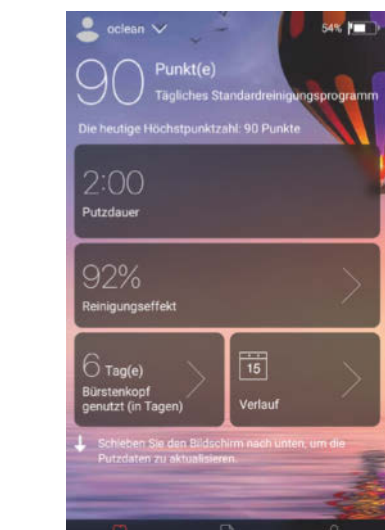 oclean
54%
90 Punkt(e)
Tägliches Standardreinigungsprogramm
Die heutige Höchstpunktzahl: 90 Punkte
2:00
Putzdauer
92%
Reinigungseffekt
6 Tag(e)
Bürstenkopf
genutzt (in Tagen)
15
Verlauf
Schieben Sie den Bildschirm nach unten, um die
Putzdaten zu aktualisieren.